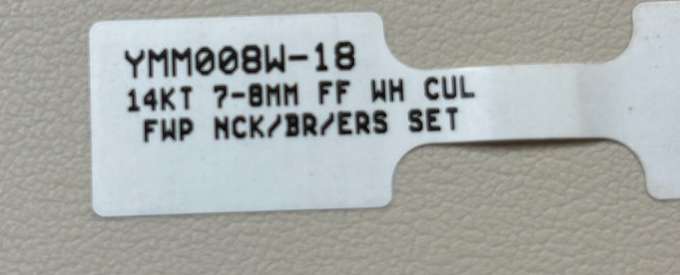 YMM008W-18
14KT 7-8MM FF WH CUL
FWP NCK/BR/ERS SET